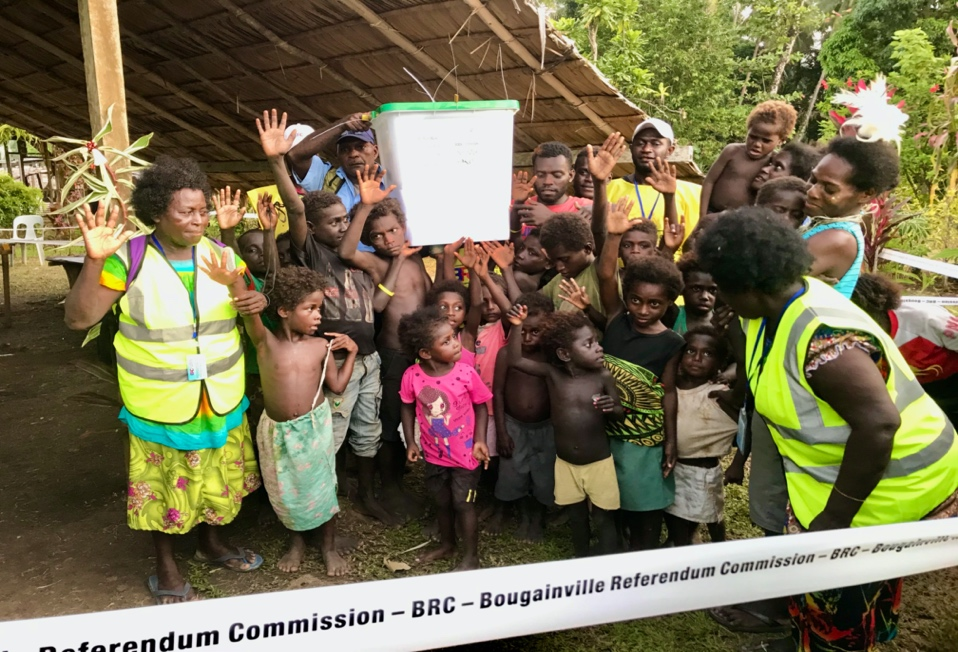 Referendum Commission – BRC – Bougainville Referendum Commission – BRC – Bougainville